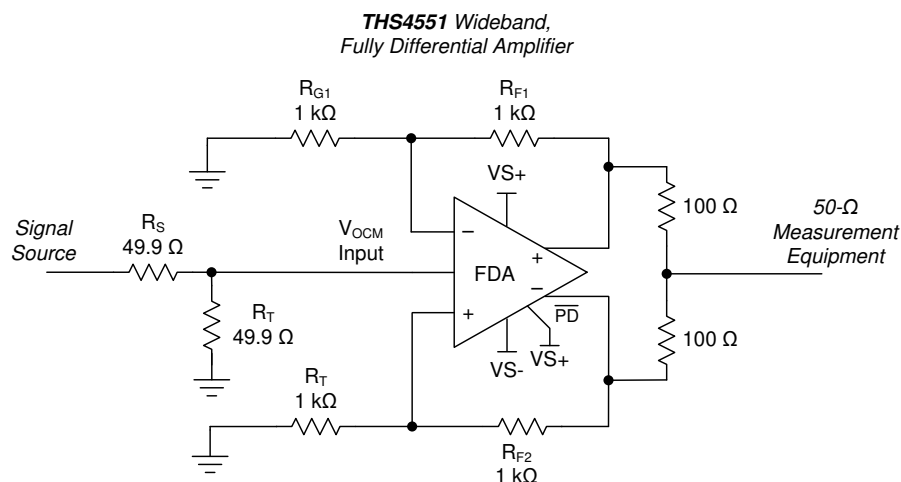 THS4551 Wideband,
Fully Differential Amplifier
RG1
1 kΩ
RF1
1 kΩ
VS+
100 Ω
Signal
Source
RS
49.9 Ω
VOCM
Input
−
+
FDA
+
−
50-Ω
Measurement
Equipment
RT
49.9 Ω
PD
VS-
VS+
100 Ω
RT
1 kΩ
RF2
1 kΩ